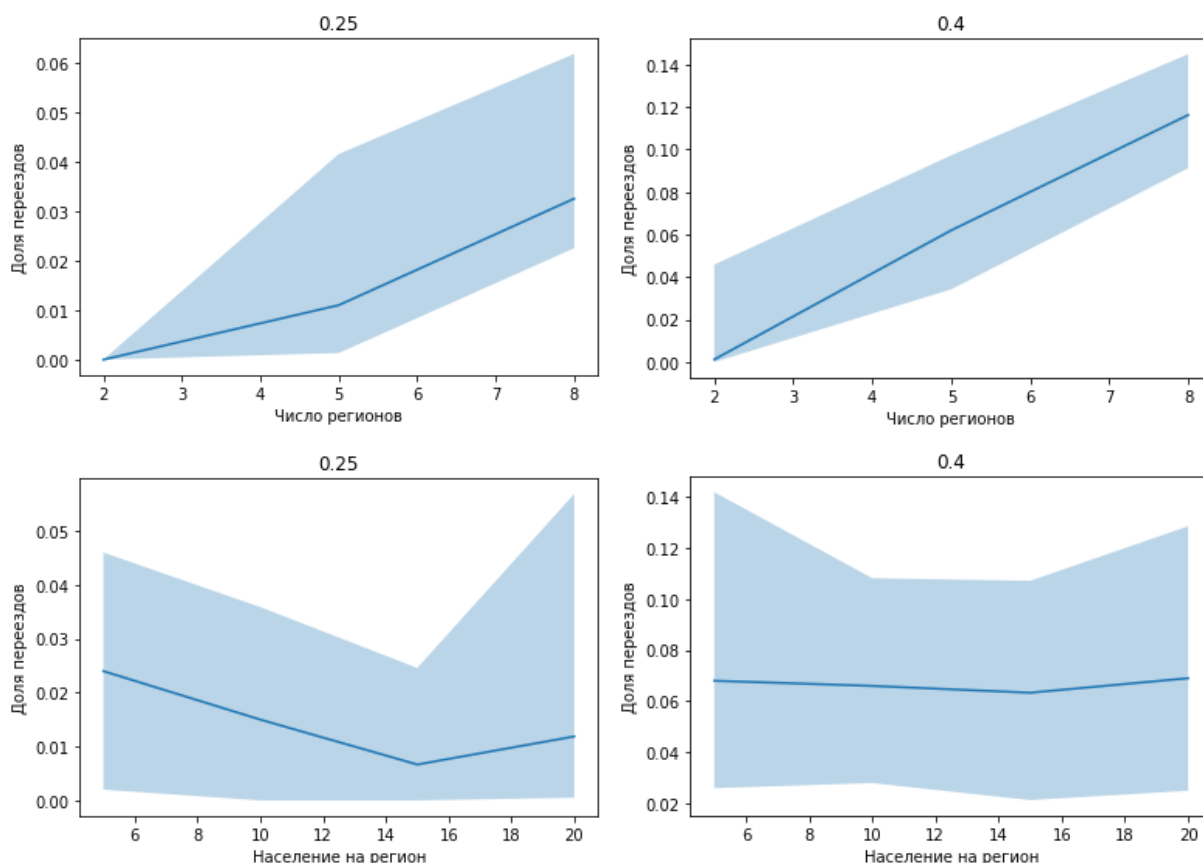 0.25
0.06
0.05
0.04
0.03
0.02
0.01
0.00
Доля переездов
2 3 4 5 6 7 8
Число регионов
0.4
0.14
0.12
0.10
0.08
0.06
0.04
0.02
0.00
Доля переездов
2 3 4 5 6 7 8
Число регионов
0.25
0.05
0.04
0.03
0.02
0.01
0.00
Доля переездов
6 8 10 12 14 16 18 20
Население на регион
0.4
0.14
0.12
0.10
0.08
0.06
0.04
0.02
Доля переездов
6 8 10 12 14 16 18 20
Население на регион